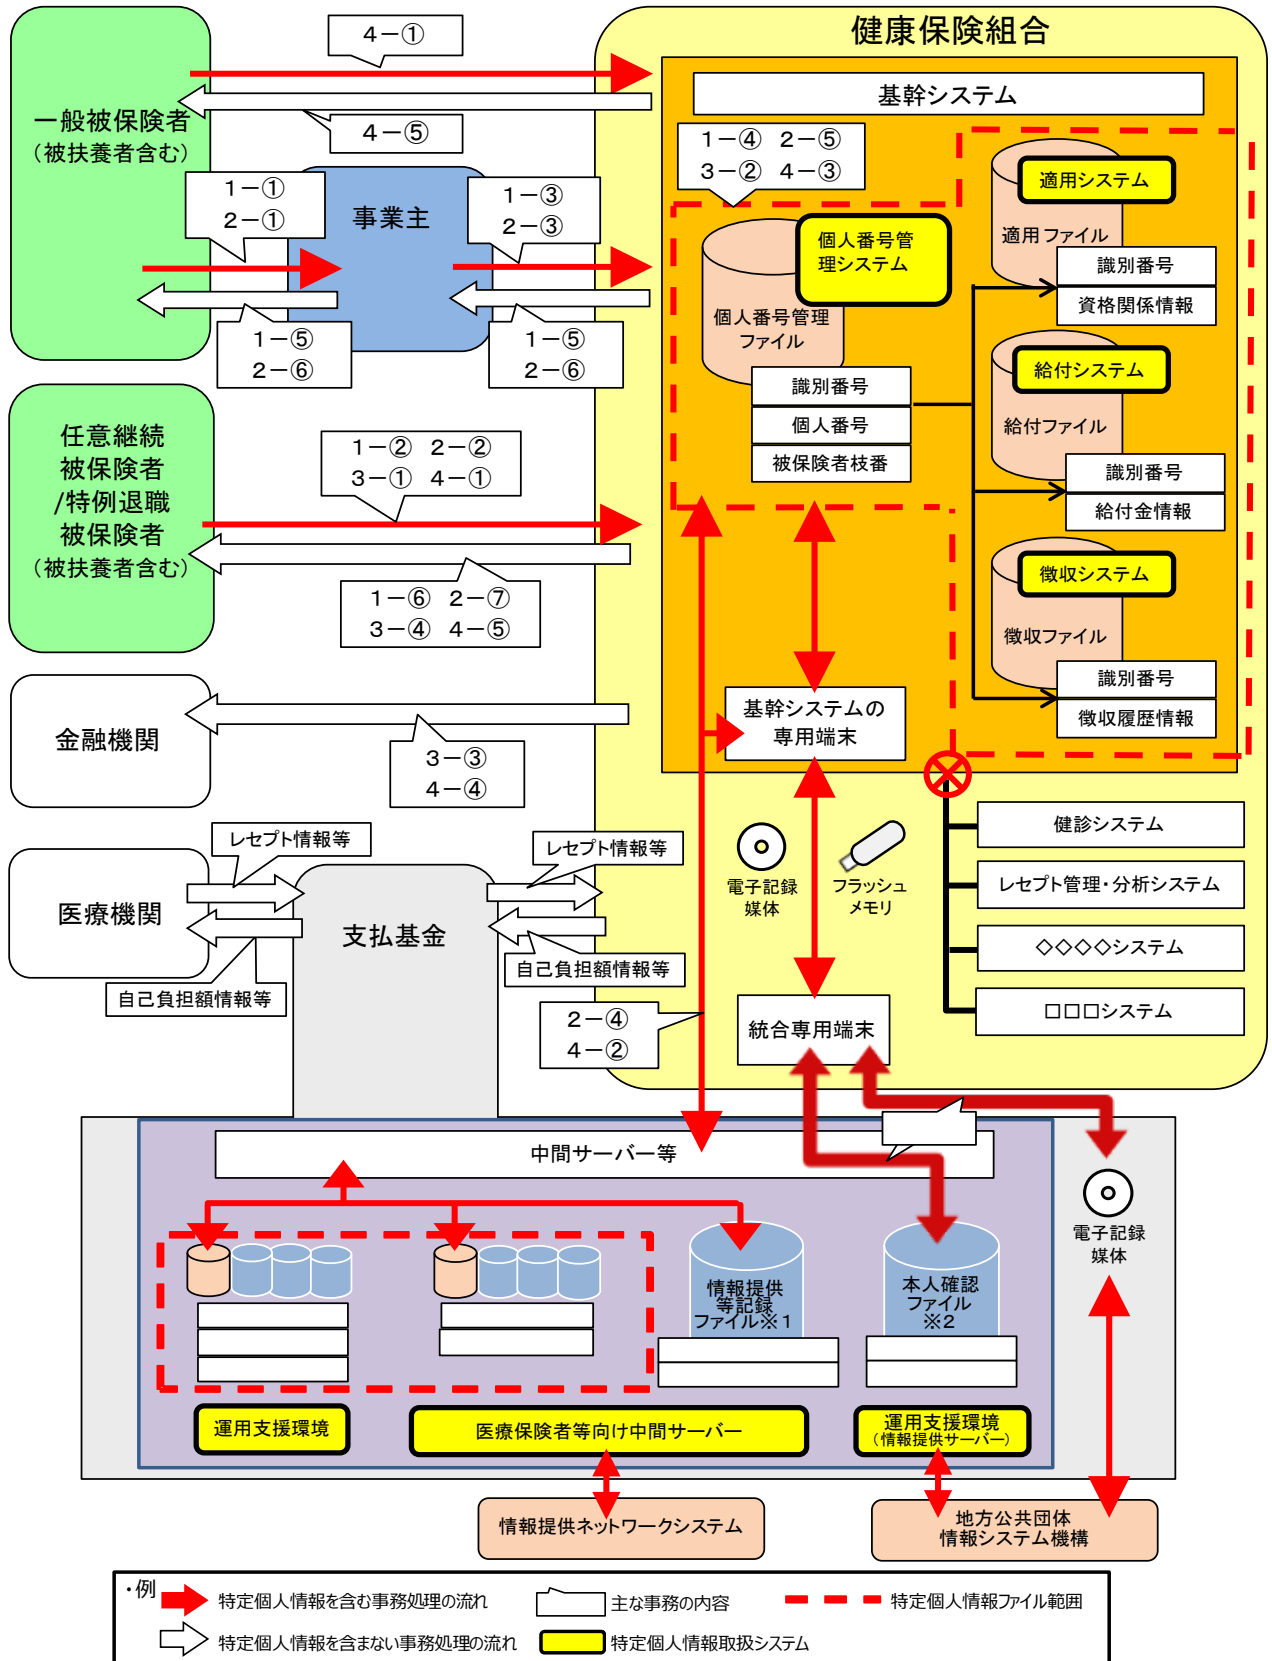 健康保険組合
4－①
基幹システム
一般被保険者
（被扶養者含む）
4－⑤
1－④ 2－⑤
3－② 4－③
適用システム
1－①
2－①
事業主
1－③
2－③
個人番号管
理システム
適用ファイル
識別番号
資格関係情報
個人番号管理
ファイル
1－⑤
2－⑥
1－⑤
2－⑥
給付システム
識別番号
個人番号
被保険者枝番
給付ファイル
任意継続
被保険者
/特例退職
被保険者
（被扶養者含む）
1－② 2－②
3－① 4－①
識別番号
給付金情報
徴収システム
1－⑥ 2－⑦
3－④ 4－⑤
徴収ファイル
識別番号
徴収履歴情報
金融機関
3－③
4－④
基幹システムの
専用端末
レセプト情報等
レセプト情報等
健診システム
電子記録
媒体
フラッシュ
メモリ
レセプト管理・分析システム
医療機関
支払基金
◇◇◇◇システム
自己負担額情報等
自己負担額情報等
□□□システム
2－④
4－②
統合専用端末
中間サーバー等
電子記録
媒体
情報提供
等記録
ファイル※1
本人確認
ファイル
※2
運用支援環境
医療保険者等向け中間サーバー
運用支援環境
（情報提供サーバー）
情報提供ネットワークシステム
地方公共団体
情報システム機構
・例
特定個人情報を含む事務処理の流れ
主な事務の内容
特定個人情報ファイル範囲
特定個人情報を含まない事務処理の流れ
特定個人情報取扱システム